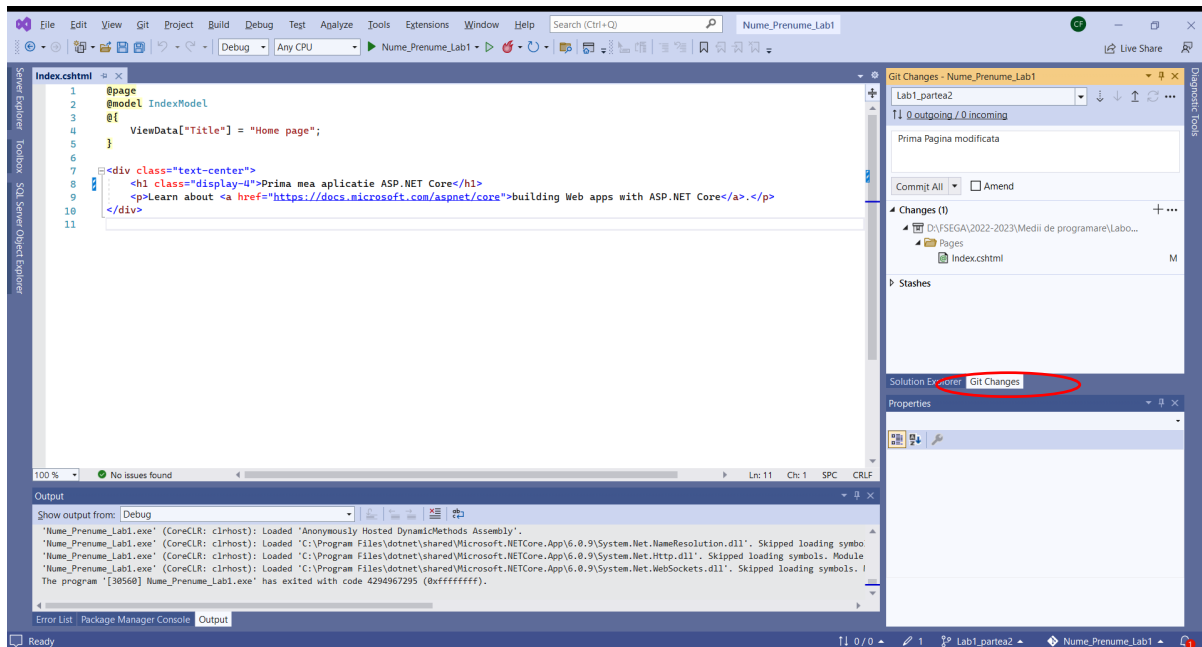 File Edit View Git Project Build Debug Test Analyze Tools Extensions Window Help Search (Ctrl+Q) Nume_Prenume_Lab1 CF
Debug Any CPU Nume_Prenume_Lab1 Live Share
Server Explorer
Toolbox
SQL Server Object Explorer
Index.cshtml
1 @page
2 @model IndexModel
3 @{
4 ViewData["Title"] = "Home page";
5 }
6
7 <div class="text-center">
8 <h1 class="display-4">Prima mea aplicatie ASP.NET Core</h1>
9 <p>Learn about <a href="https://docs.microsoft.com/aspnet/core">building Web apps with ASP.NET Core</a>.</p>
10 </div>
11
100 % No issues found Ln: 11 Ch: 1 SPC CRLF
Output
Show output from: Debug
'Nume_Prenume_Lab1.exe' (CoreCLR: clrhost): Loaded 'Anonymously Hosted DynamicMethods Assembly'.
'Nume_Prenume_Lab1.exe' (CoreCLR: clrhost): Loaded 'C:\Program Files\dotnet\shared\Microsoft.NETCore.App\6.0.9\System.Net.NameResolution.dll'. Skipped loading symbo
'Nume_Prenume_Lab1.exe' (CoreCLR: clrhost): Loaded 'C:\Program Files\dotnet\shared\Microsoft.NETCore.App\6.0.9\System.Net.Http.dll'. Skipped loading symbols. Module
'Nume_Prenume_Lab1.exe' (CoreCLR: clrhost): Loaded 'C:\Program Files\dotnet\shared\Microsoft.NETCore.App\6.0.9\System.Net.WebSockets.dll'. Skipped loading symbols.
The program '[30560] Nume_Prenume_Lab1.exe' has exited with code 4294967295 (0xffffffff).
Error List Package Manager Console Output
Git Changes - Nume_Prenume_Lab1
Lab1_partea2
0 outgoing / 0 incoming
Prima Pagina modificata
Commit All Amend
Changes (1)
D:\FSEGA\2022-2023\Medii de programare\Labo...
Pages
Index.cshtml M
Stashes
Solution Explorer Git Changes
Properties
Diagnostic Tools
Ready 0 / 0 1 Lab1_partea2 Nume_Prenume_Lab1 1